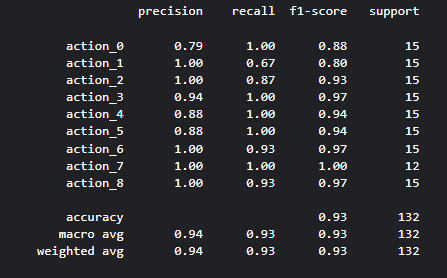 precision recall f1-score support
action_0 0.79 1.00 0.88 15
action_1 1.00 0.67 0.80 15
action_2 1.00 0.87 0.93 15
action_3 0.94 1.00 0.97 15
action_4 0.88 1.00 0.94 15
action_5 0.88 1.00 0.94 15
action_6 1.00 0.93 0.97 15
action_7 1.00 1.00 1.00 12
action_8 1.00 0.93 0.97 15
accuracy 0.93 132
macro avg 0.94 0.93 0.93 132
weighted avg 0.94 0.93 0.93 132